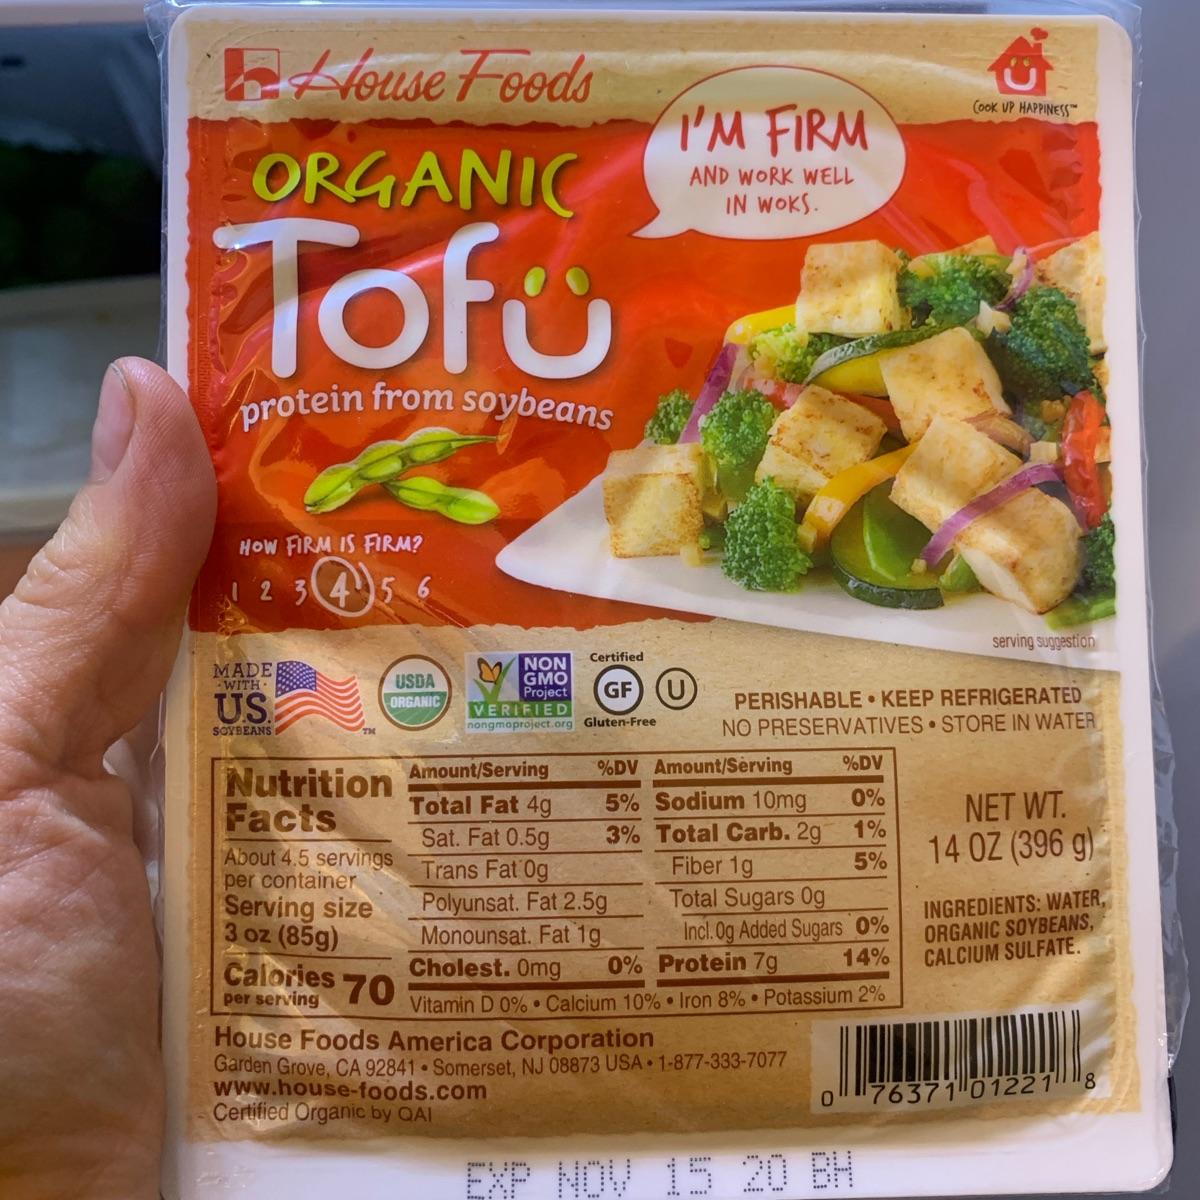 House Foods
COOK UP HAPPINESS™
ORGANIC
Tofu
protein from soybeans
I'M FIRM
AND WORK WELL
IN WOKS.
HOW FIRM IS FIRM?
1 2 3 4 5 6
serving suggestion
MADE
·WITH·
U.S.
SOYBEANS
TM
USDA
ORGANIC
NON
GMO
Project
VERIFIED
nongmoproject.org
Certified
GF
Gluten-Free
U
PERISHABLE • KEEP REFRIGERATED
NO PRESERVATIVES • STORE IN WATER
Nutrition
Facts
About 4.5 servings
per container
Serving size
3 oz (85g)
Calories 70
per serving
Amount/Serving %DV
Total Fat 4g 5%
Sat. Fat 0.5g 3%
Trans Fat 0g
Polyunsat. Fat 2.5g
Monounsat. Fat 1g
Cholest. 0mg 0%
Amount/Serving %DV
Sodium 10mg 0%
Total Carb. 2g 1%
Fiber 1g 5%
Total Sugars 0g
Incl. 0g Added Sugars 0%
Protein 7g 14%
Vitamin D 0% • Calcium 10% • Iron 8% • Potassium 2%
NET WT.
14 OZ (396 g)
INGREDIENTS: WATER,
ORGANIC SOYBEANS,
CALCIUM SULFATE.
House Foods America Corporation
Garden Grove, CA 92841 • Somerset, NJ 08873 USA • 1-877-333-7077
www.house-foods.com
Certified Organic by QAI
0 76371 01221 8
EXP NOV 15 20 BH